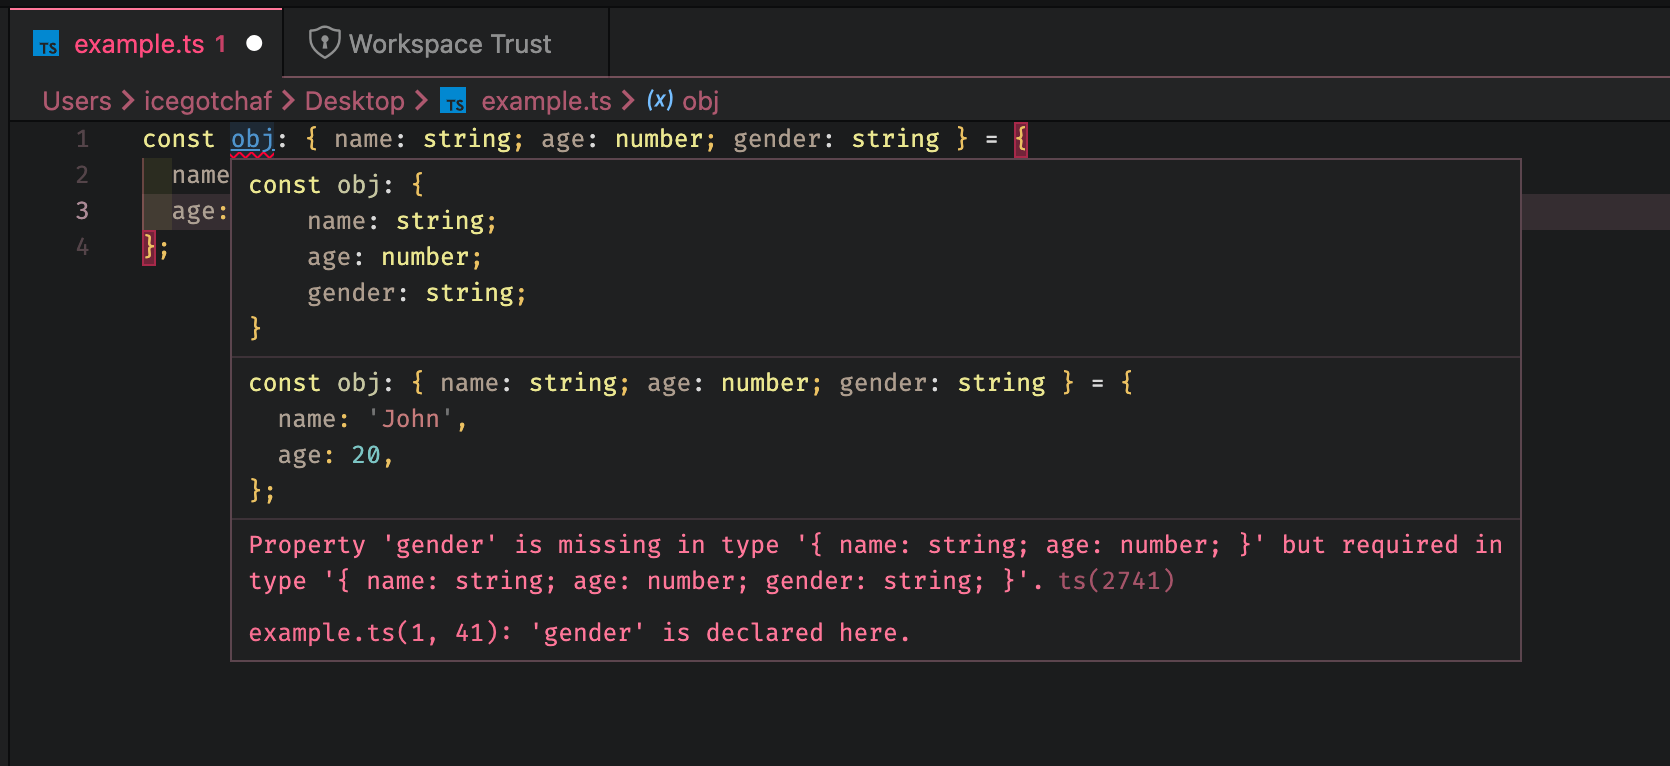 TS example.ts 1 Workspace Trust
Users > icegotchaf > Desktop > TS example.ts > (x) obj
1 const obj: { name: string; age: number; gender: string } = {
2 name
3 age:
4 };
const obj: {
    name: string;
    age: number;
    gender: string;
}
const obj: { name: string; age: number; gender: string } = {
  name: 'John',
  age: 20,
};
Property 'gender' is missing in type '{ name: string; age: number; }' but required in
type '{ name: string; age: number; gender: string; }'. ts(2741)
example.ts(1, 41): 'gender' is declared here.